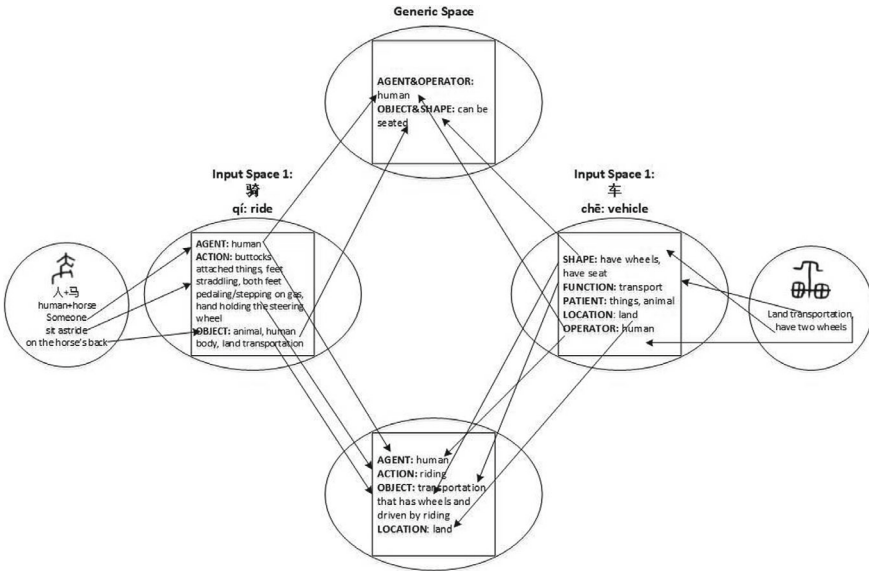 Generic Space
AGENT&OPERATOR:
human
OBJECT&SHAPE: can be
seated
Input Space 1:
骑
qí: ride
Input Space 1:
车
chē: vehicle
人+马
human+horse
Someone
sit astride
on the horse's back
AGENT: human
ACTION: buttocks
attached things, feet
straddling, both feet
pedaling/stepping on gas,
hand holding the steering
wheel
OBJECT: animal, human
body, land transportation
SHAPE: have wheels,
have seat
FUNCTION: transport
PATIENT: things, animal
LOCATION: land
OPERATOR: human
Land transportation,
have two wheels
AGENT: human
ACTION: riding
OBJECT: transportation
that has wheels and
driven by riding
LOCATION: land